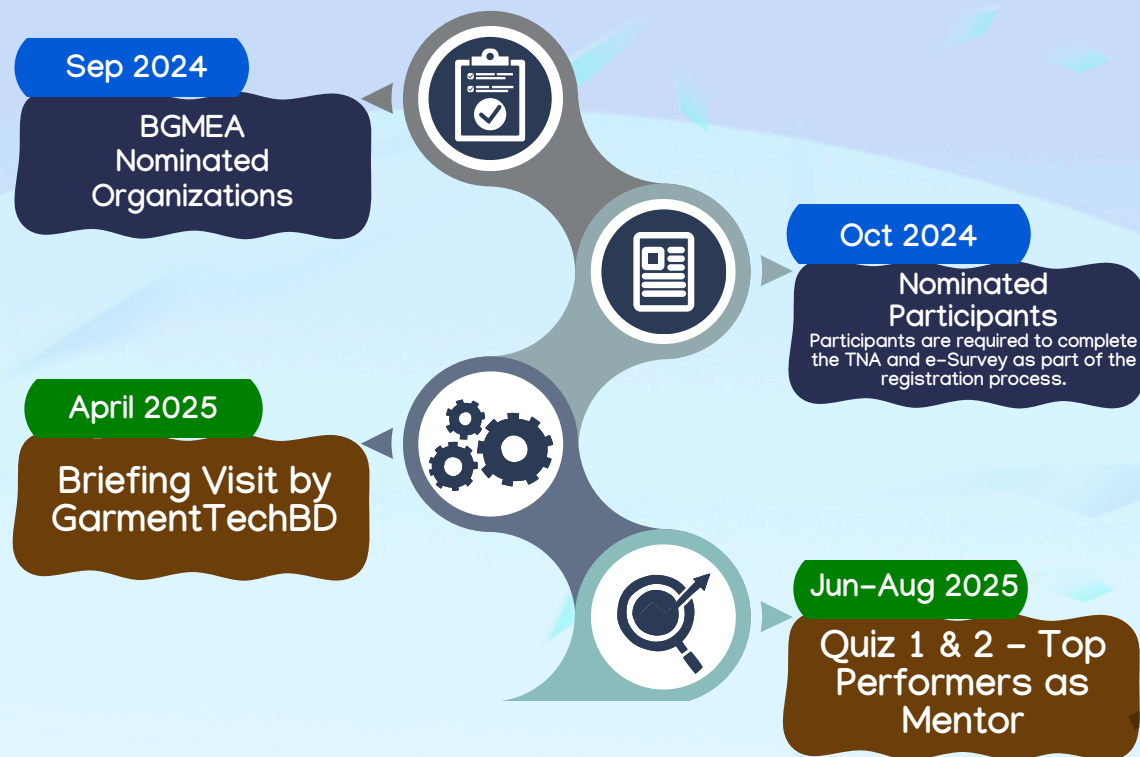 Sep 2024
BGMEA
Nominated
Organizations
Oct 2024
Nominated
Participants
Participants are required to complete
the TNA and e-Survey as part of the
registration process.
April 2025
Briefing Visit by
GarmentTechBD
Jun-Aug 2025
Quiz 1 & 2 - Top
Performers as
Mentor